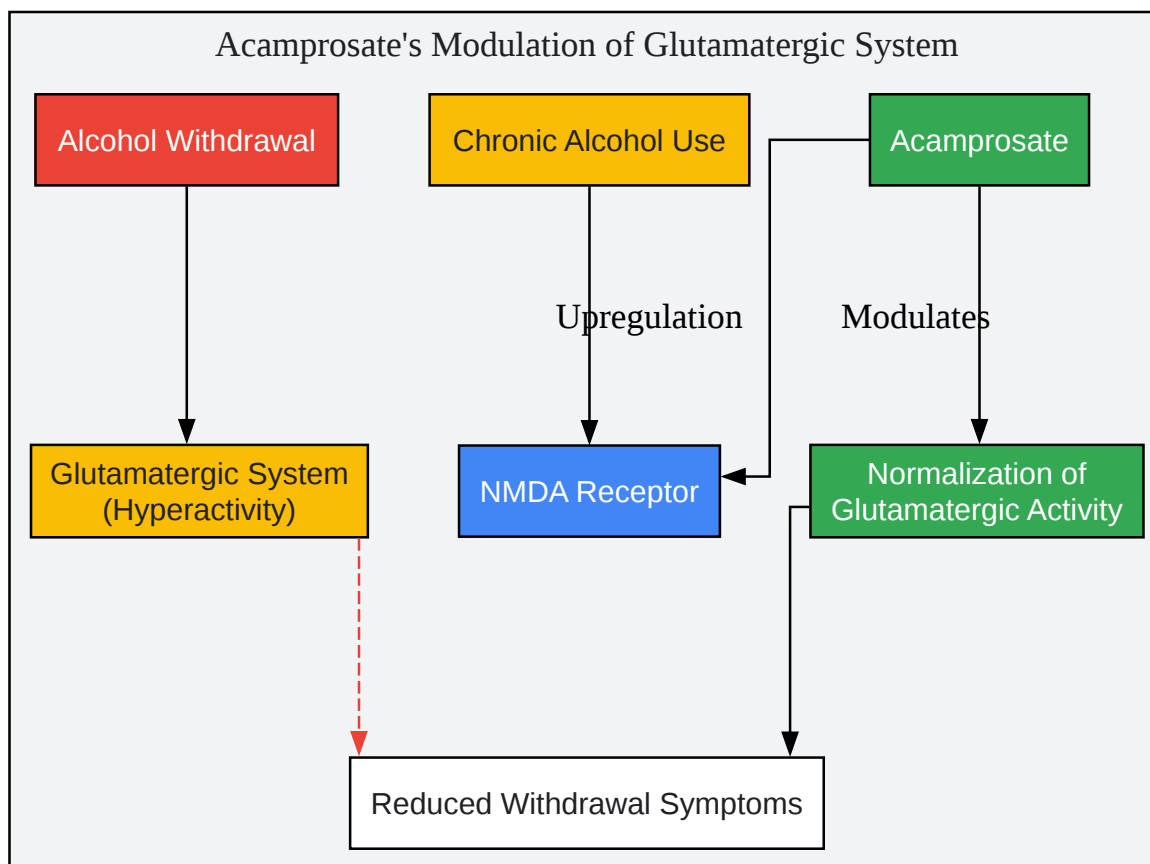 Acamprosate's Modulation of Glutamatergic System
Alcohol Withdrawal
Chronic Alcohol Use
Acamprosate
Upregulation
Modulates
Glutamatergic System
(Hyperactivity)
NMDA Receptor
Normalization of
Glutamatergic Activity
Reduced Withdrawal Symptoms